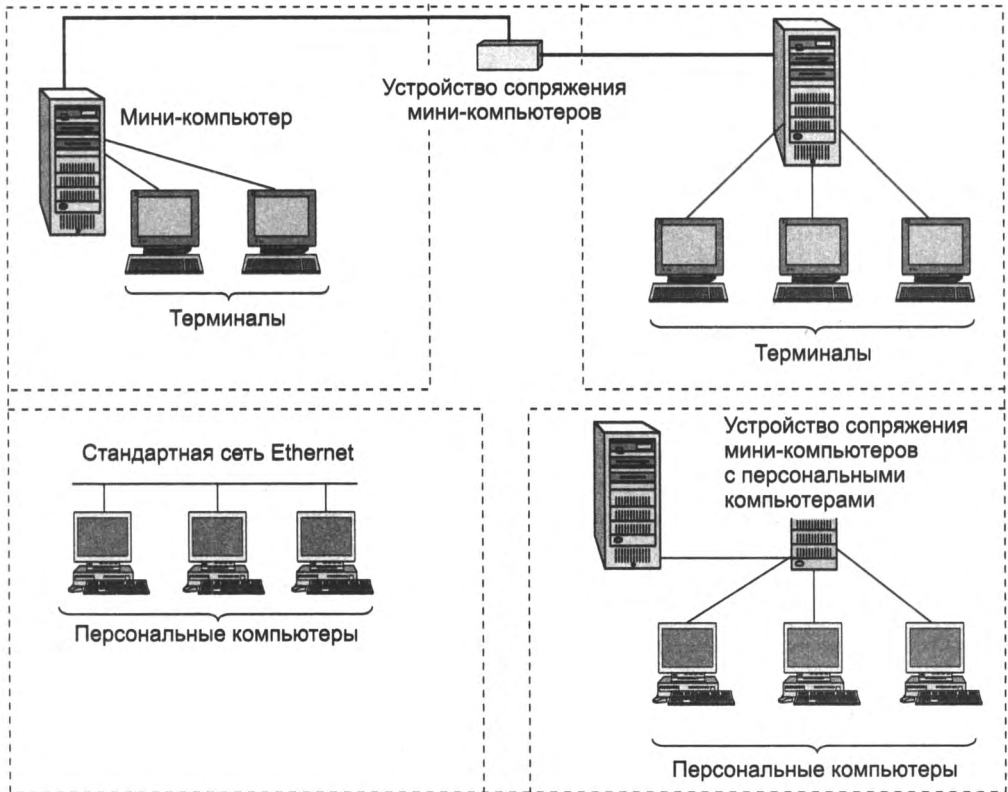 Устройство сопряжения
мини-компьютеров
Мини-компьютер
Терминалы
Терминалы
Стандартная сеть Ethernet
Персональные компьютеры
Устройство сопряжения
мини-компьютеров
с персональными
компьютерами
Персональные компьютеры